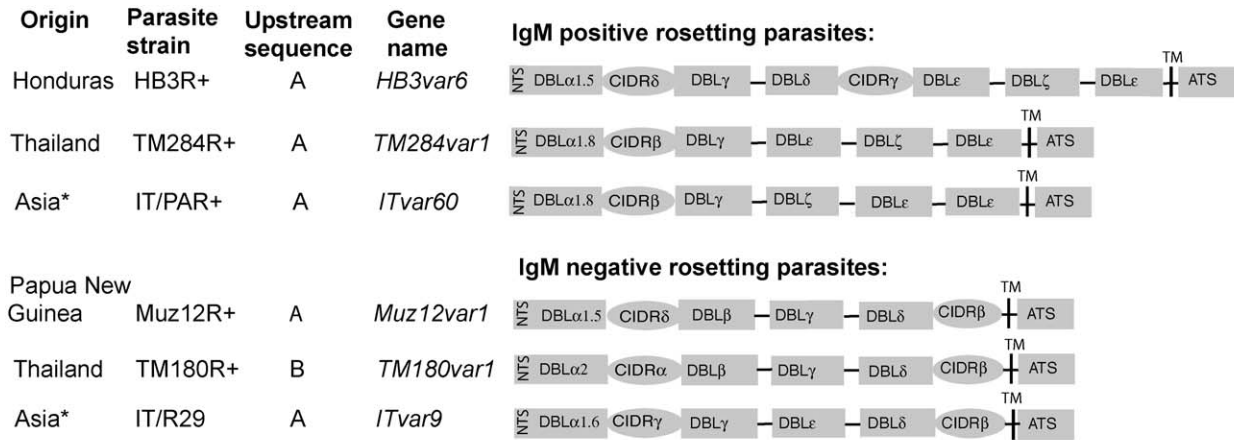 Origin Parasite strain Upstream sequence Gene name IgM positive rosetting parasites:
TM
Honduras HB3R+ A HB3var6 NTS DBLα1.5 CIDRδ DBLγ DBLδ CIDRγ DBLε DBLζ DBLε ATS
TM
Thailand TM284R+ A TM284var1 NTS DBLα1.8 CIDRβ DBLγ DBLε DBLζ DBLε ATS
TM
Asia* IT/PAR+ A ITvar60 NTS DBLα1.8 CIDRβ DBLγ DBLζ DBLε DBLε ATS
IgM negative rosetting parasites:
TM
Papua New Guinea Muz12R+ A Muz12var1 NTS DBLα1.5 CIDRδ DBLβ DBLγ DBLδ CIDRβ ATS
TM
Thailand TM180R+ B TM180var1 NTS DBLα2 CIDRα DBLβ DBLγ DBLδ CIDRβ ATS
TM
Asia* IT/R29 A ITvar9 NTS DBLα1.6 CIDRγ DBLγ DBLε DBLδ CIDRβ ATS